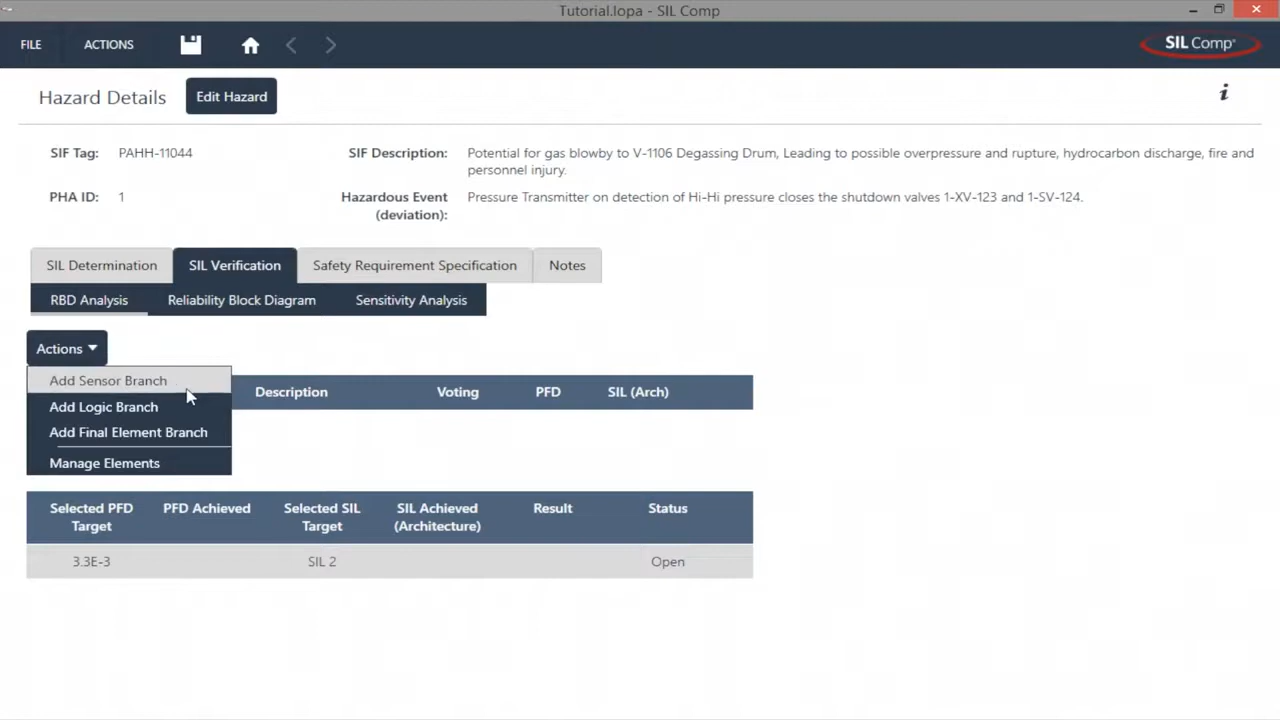 Tutorial.lopa - SIL Comp
FILE ACTIONS SIL Comp®
Hazard Details Edit Hazard i
SIF Tag: PAHH-11044 SIF Description: Potential for gas blowby to V-1106 Degassing Drum, Leading to possible overpressure and rupture, hydrocarbon discharge, fire and
personnel injury.
PHA ID: 1 Hazardous Event Pressure Transmitter on detection of Hi-Hi pressure closes the shutdown valves 1-XV-123 and 1-SV-124.
(deviation):
SIL Determination SIL Verification Safety Requirement Specification Notes
RBD Analysis Reliability Block Diagram Sensitivity Analysis
Actions
Add Sensor Branch
Description Voting PFD SIL (Arch)
Add Logic Branch
Add Final Element Branch
Manage Elements
Selected PFD PFD Achieved Selected SIL SIL Achieved Result Status
Target Target (Architecture)
3.3E-3 SIL 2 Open